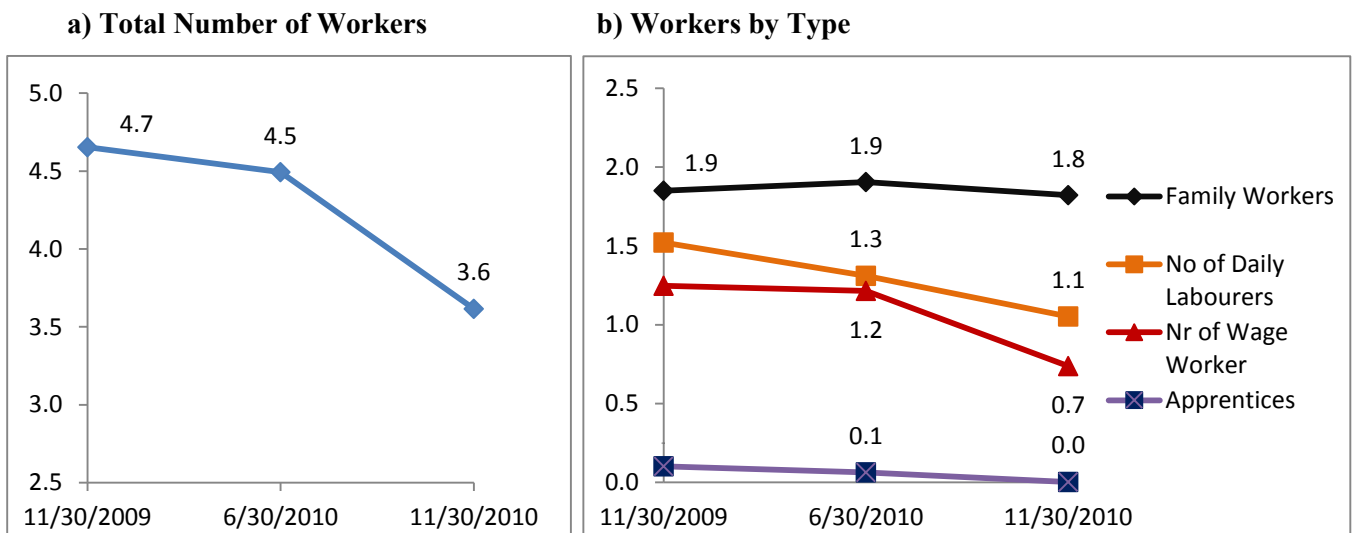 a) Total Number of Workers
5.0
4.5
4.0
3.5
3.0
2.5
4.7
4.5
3.6
11/30/2009 6/30/2010 11/30/2010
b) Workers by Type
2.5
2.0
1.5
1.0
0.5
0.0
1.9
1.9
1.8
1.3
1.1
1.2
0.7
0.1
0.0
11/30/2009 6/30/2010 11/30/2010
Family Workers
No of Daily
Labourers
Nr of Wage
Worker
Apprentices